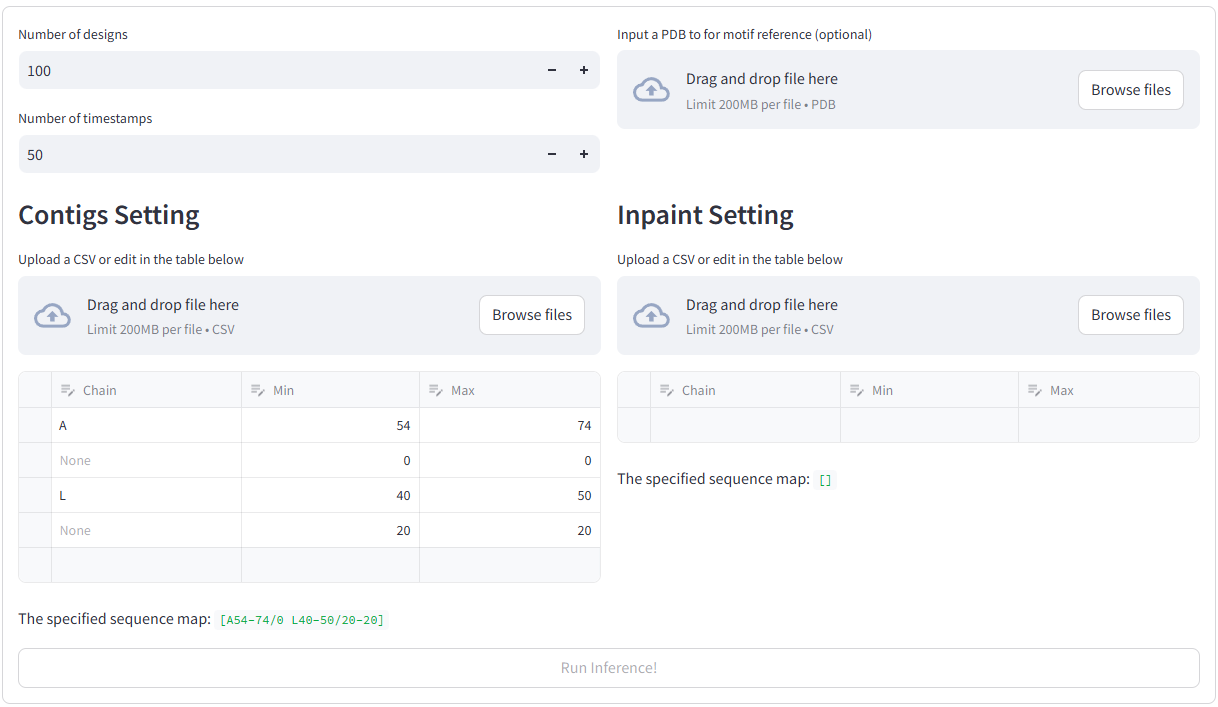 Number of designs
100
Number of timestamps
50
Input a PDB to for motif reference (optional)
Drag and drop file here
Limit 200MB per file • PDB
Browse files
Contigs Setting
Upload a CSV or edit in the table below
Drag and drop file here
Limit 200MB per file • CSV
Browse files
Chain Min Max
A 54 74
None 0 0
L 40 50
None 20 20
The specified sequence map: [A54-74/0 L40-50/20-20]
Inpaint Setting
Upload a CSV or edit in the table below
Drag and drop file here
Limit 200MB per file • CSV
Browse files
Chain Min Max
The specified sequence map: []
Run Inference!